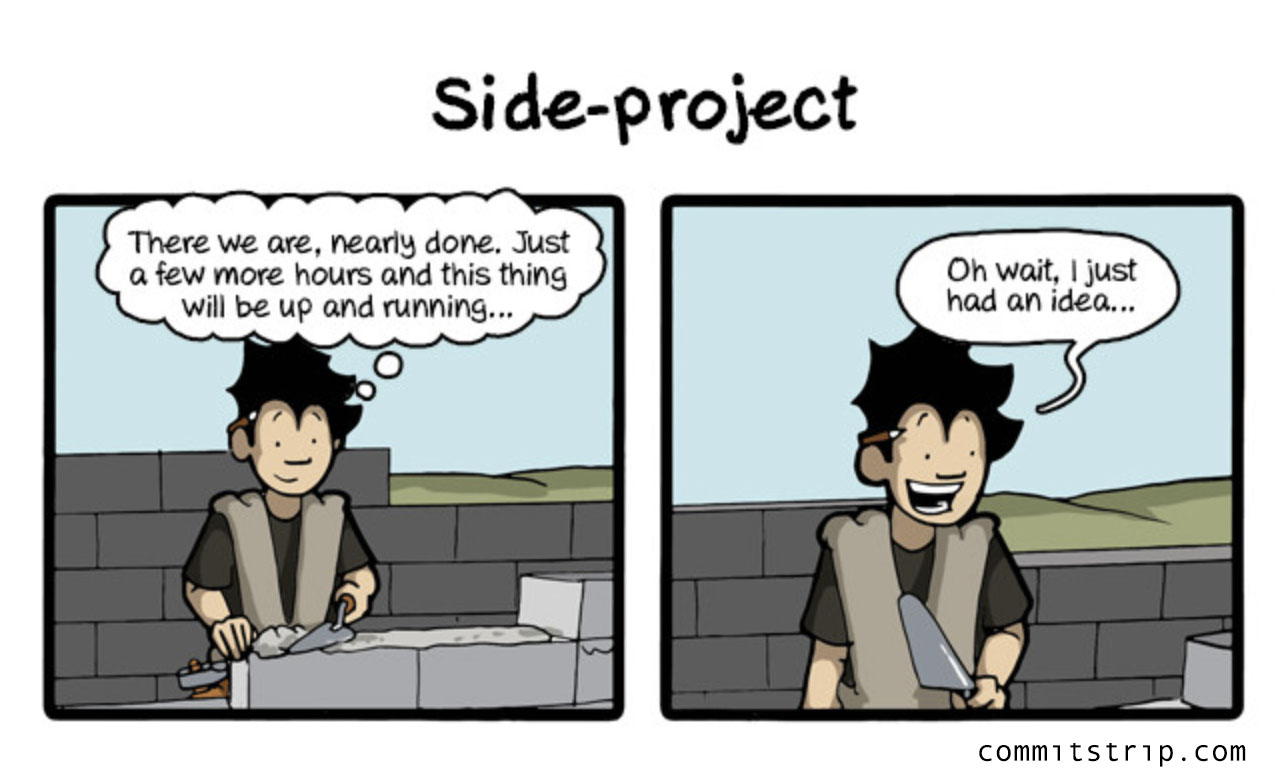 Side-project
There we are, nearly done. Just
a few more hours and this thing
will be up and running...
Oh wait, I just
had an idea...
commitstrip.com